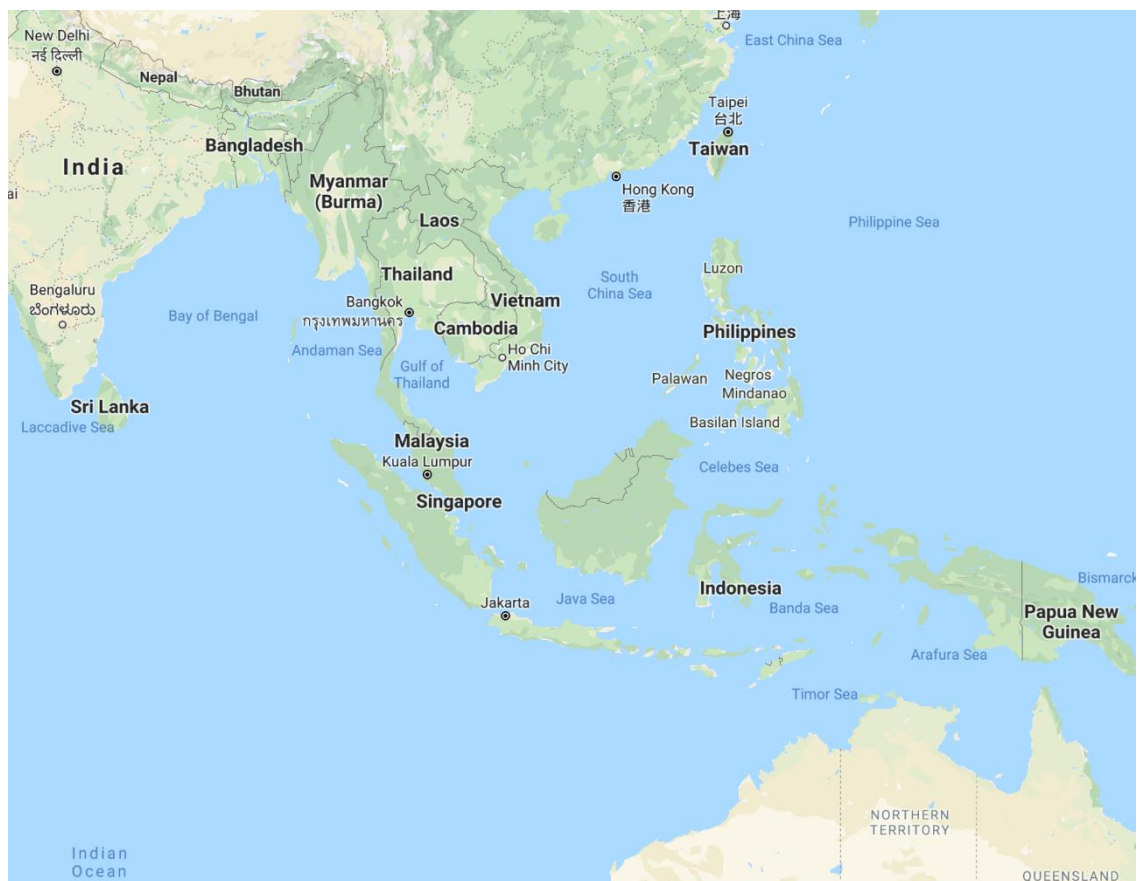 上海
East China Sea
New Delhi
नई दिल्ली
Nepal
Bhutan
Taipei
台北
Bangladesh
Taiwan
India
Myanmar
(Burma)
Hong Kong
香港
ai
Laos
Philippine Sea
Thailand
Luzon
South
China Sea
Bengaluru
ಬೆಂಗಳೂರು
Bangkok
กรุงเทพมหานคร
Vietnam
Bay of Bengal
Cambodia
Philippines
Andaman Sea
Ho Chi
Minh City
Gulf of
Thailand
Palawan
Negros
Mindanao
Sri Lanka
Laccadive Sea
Basilan Island
Malaysia
Kuala Lumpur
Celebes Sea
Singapore
Bismarck
Indonesia
Jakarta
Java Sea
Banda Sea
Papua New
Guinea
Arafura Sea
Timor Sea
NORTHERN
TERRITORY
Indian
Ocean
QUEENSLAND